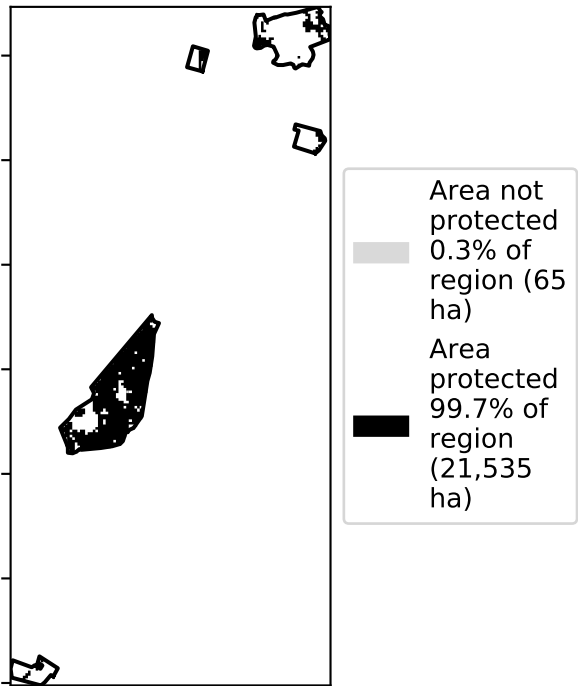 Area not
protected
0.3% of
region (65
ha)
Area
protected
99.7% of
region
(21,535
ha)